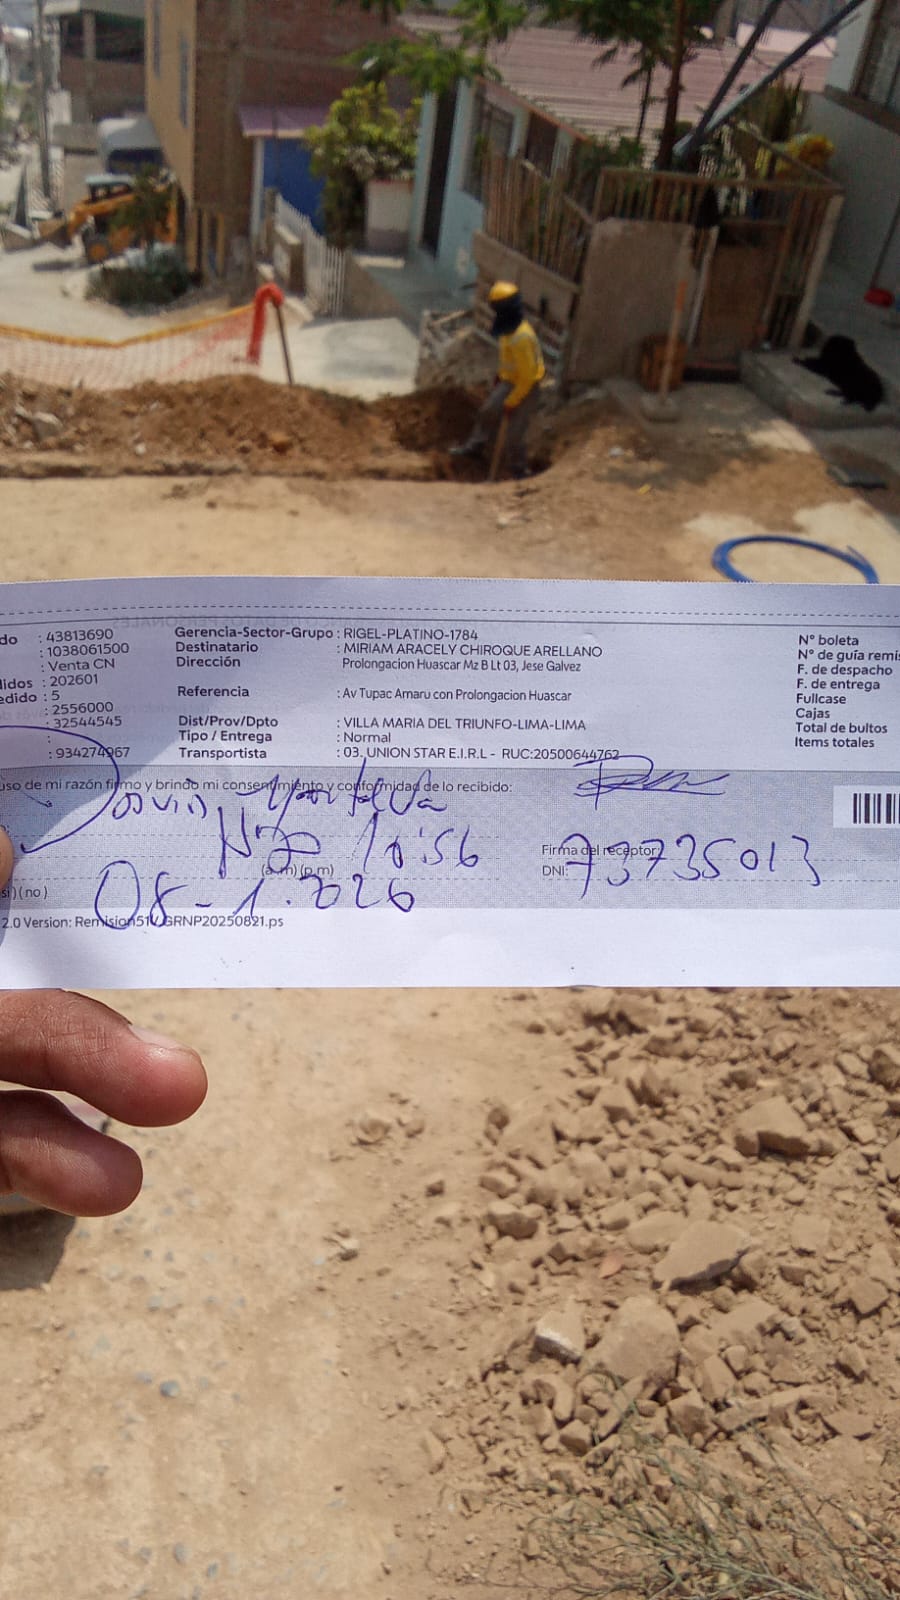 do : 43813690
: 1038061500
: Venta CN
lidos : 202601
edido : 5
: 2556000
: 32544545
:
: 934274967
Gerencia-Sector-Grupo : RIGEL-PLATINO-1784
Destinatario : MIRIAM ARACELY CHIROQUE ARELLANO
Dirección Prolongacion Huascar Mz B Lt 03, Jese Galvez
Referencia : Av Tupac Amaru con Prolongacion Huascar
Dist/Prov/Dpto : VILLA MARIA DEL TRIUNFO-LIMA-LIMA
Tipo / Entrega : Normal
Transportista : 03. UNION STAR E.I.R.L - RUC:20500644762
N° boleta
N° de guía remis
F. de despacho
F. de entrega
Fullcase
Cajas
Total de bultos
Items totales
uso de mi razón firmo y brindo mi consentimiento y conformidad de lo recibido:
10:56
(a.m) (p.m)
Firma del receptor
DNI: 73735013
si ) ( no )
08-1.2026
2.0 Version: Remision51V.GRNP20250821.ps